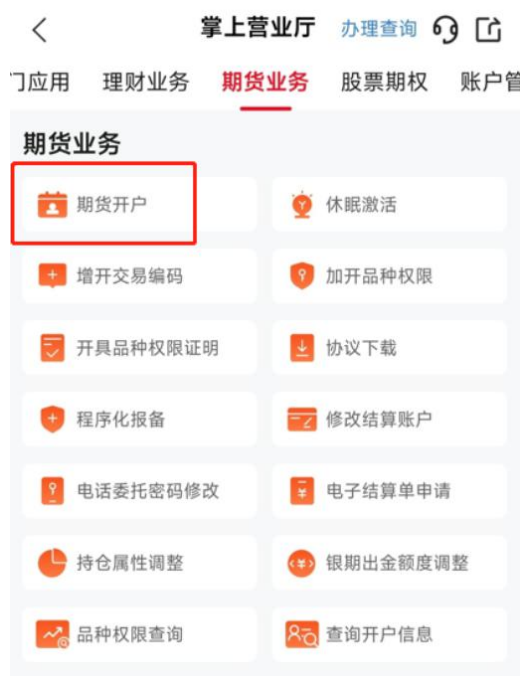 掌上营业厅 办理查询
门应用 理财业务 期货业务 股票期权 账户管
期货业务
期货开户 休眠激活
增开交易编码 加开品种权限
开具品种权限证明 协议下载
程序化报备 修改结算账户
电话委托密码修改 电子结算单申请
持仓属性调整 银期出金额度调整
品种权限查询 查询开户信息